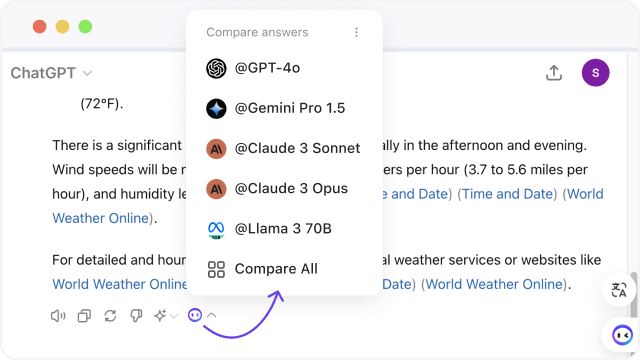 Compare answers
@GPT-4o
@Gemini Pro 1.5
@Claude 3 Sonnet
@Claude 3 Opus
@Llama 3 70B
Compare All
ChatGPT
S
(72°F).
There is a significant ally in the afternoon and evening.
Wind speeds will be ers per hour (3.7 to 5.6 miles per
hour), and humidity e and Date) (Time and Date) (World
Weather Online).
For detailed and hour al weather services or websites like
World Weather Online Date) (World Weather Online).